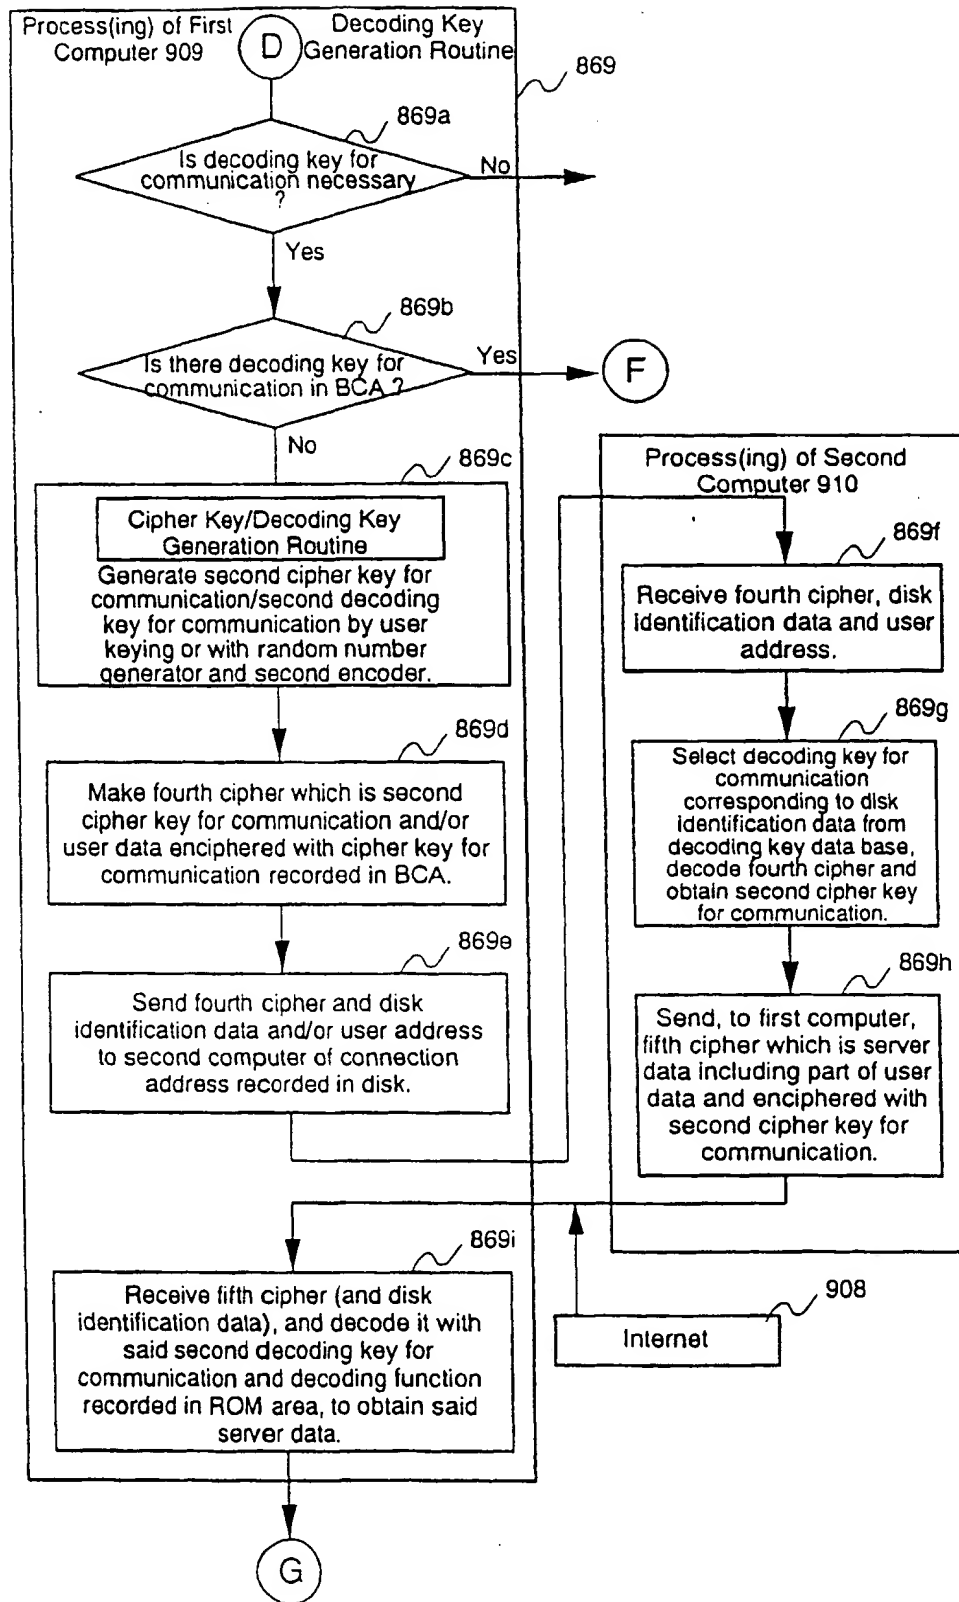 Process(ing) of First
Computer 909
D
Decoding Key
Generation Routine
869
869a
Is decoding key for
communication necessary
?
No
Yes
869b
Is there decoding key for
communication in BCA ?
Yes
F
No
869c
Cipher Key/Decoding Key
Generation Routine
Generate second cipher key for
communication/second decoding
key for communication by user
keying or with random number
generator and second encoder.
869d
Make fourth cipher which is second
cipher key for communication and/or
user data enciphered with cipher key for
communication recorded in BCA.
869e
Send fourth cipher and disk
identification data and/or user address
to second computer of connection
address recorded in disk.
Process(ing) of Second
Computer 910
869f
Receive fourth cipher, disk
identification data and user
address.
869g
Select decoding key for
communication
corresponding to disk
identification data from
decoding key data base,
decode fourth cipher and
obtain second cipher key
for communication.
869h
Send, to first computer,
fifth cipher which is server
data including part of user
data and enciphered with
second cipher key for
communication.
869i
Receive fifth cipher (and disk
identification data), and decode it with
said second decoding key for
communication and decoding function
recorded in ROM area, to obtain said
server data.
908
Internet
G